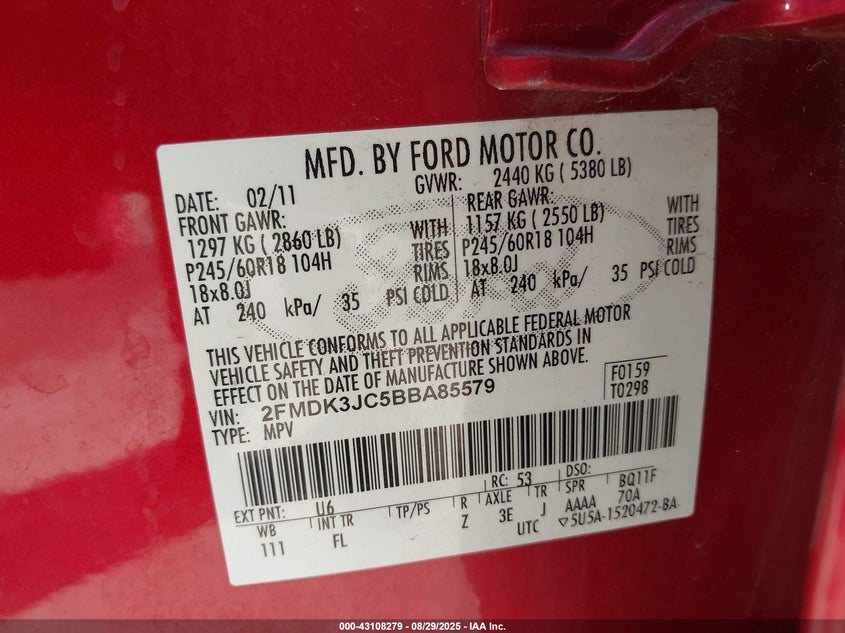 MFD. BY FORD MOTOR CO.
DATE: 02/11 GVWR: 2440 KG ( 5380 LB)
FRONT GAWR: REAR GAWR:
1297 KG ( 2860 LB) WITH 1157 KG ( 2550 LB) WITH
P245/60R18 104H TIRES P245/60R18 104H TIRES
18x8.0J RIMS 18x8.0J RIMS
AT 240 kPa/ 35 PSI COLD AT 240 kPa/ 35 PSI COLD
THIS VEHICLE CONFORMS TO ALL APPLICABLE FEDERAL MOTOR
VEHICLE SAFETY AND THEFT PREVENTION STANDARDS IN
EFFECT ON THE DATE OF MANUFACTURE SHOWN ABOVE.
VIN: 2FMDK3JC5BBA85579 F0159
TYPE: MPV T0298
EXT PNT: U6 RC: 53 DSO:
WB INT TR TP/PS R AXLE TR SPR BQ11F
111 FL Z 3E J AAAA 70A
UTC ▽5U5A-1520472-BA
000-43108279 - 08/29/2025 - IAA Inc.